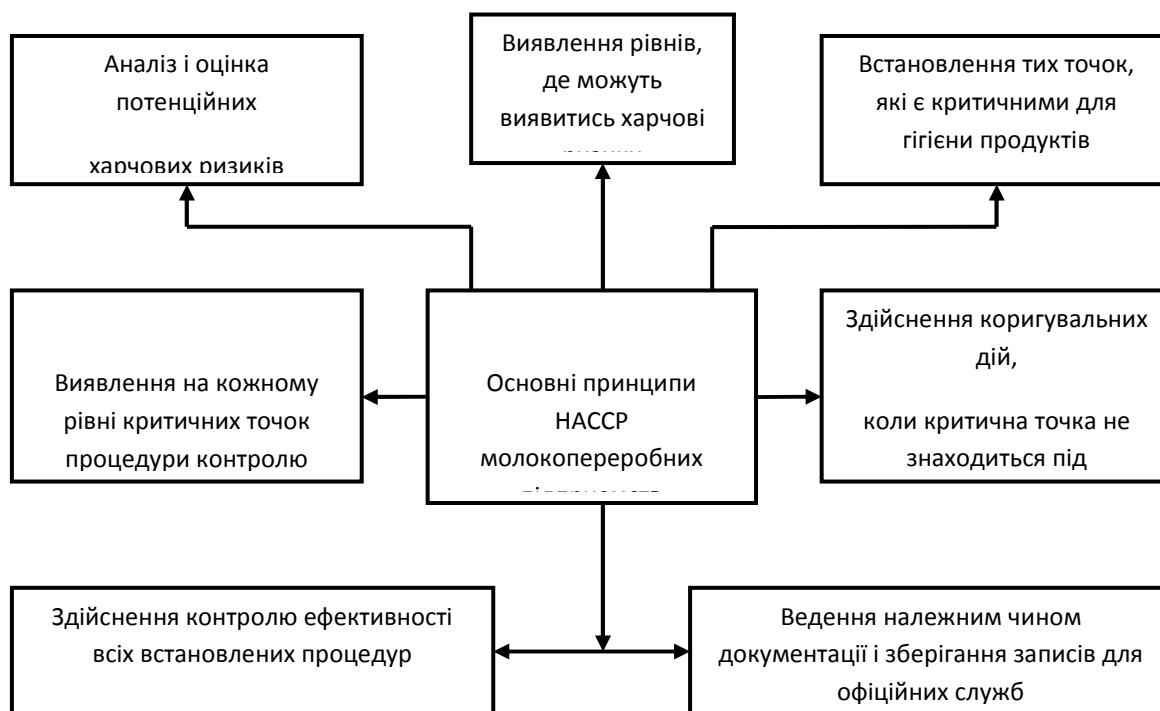 Аналіз і оцінка
потенційних
харчових ризиків
Виявлення рівнів,
де можуть
виявитись харчові
Встановлення тих точок,
які є критичними для
гігієни продуктів
Виявлення на кожному
рівні критичних точок
процедури контролю
Основні принципи
НАССР
молокопереробних
Здійснення коригувальних
дій,
коли критична точка не
знаходиться під
Здійснення контролю ефективності
всіх встановлених процедур
Ведення належним чином
документації і зберігання записів для
офіційних служб